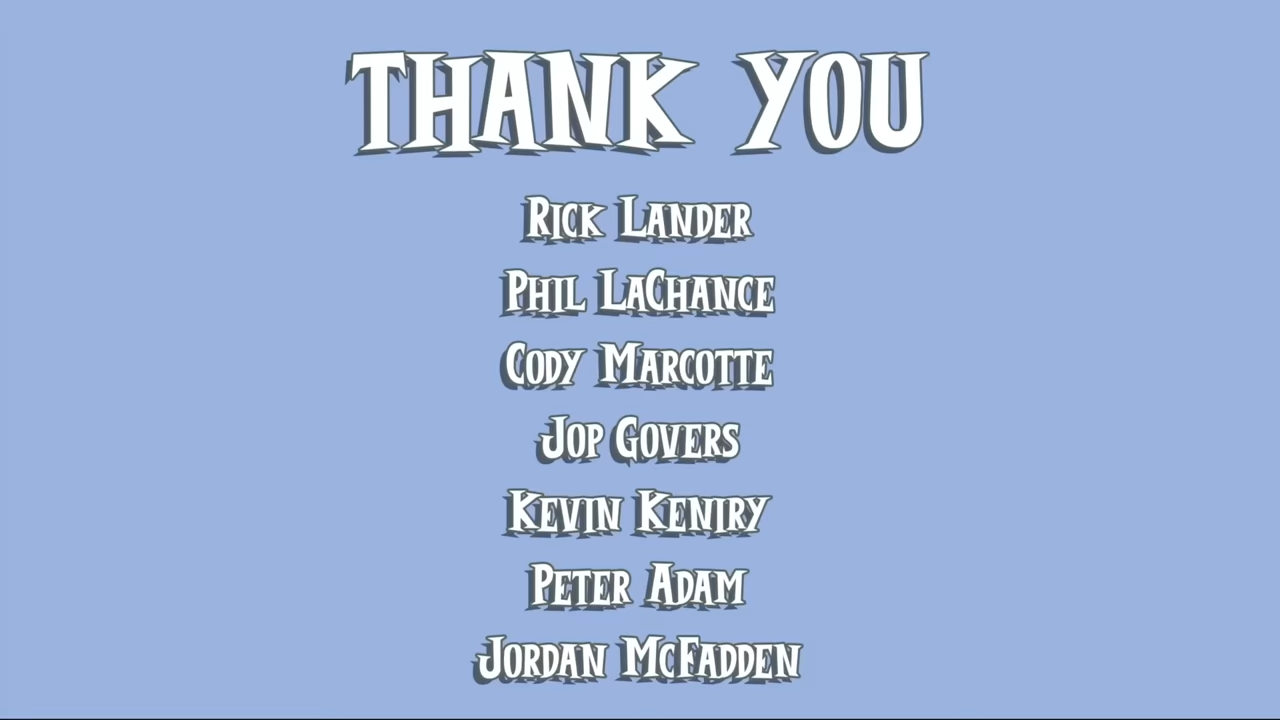 THANK YOU
RICK LANDER
PHIL LACHANCE
CODY MARCOTTE
JOP GOVERS
KEVIN KENIRY
PETER ADAM
JORDAN MCFADDEN